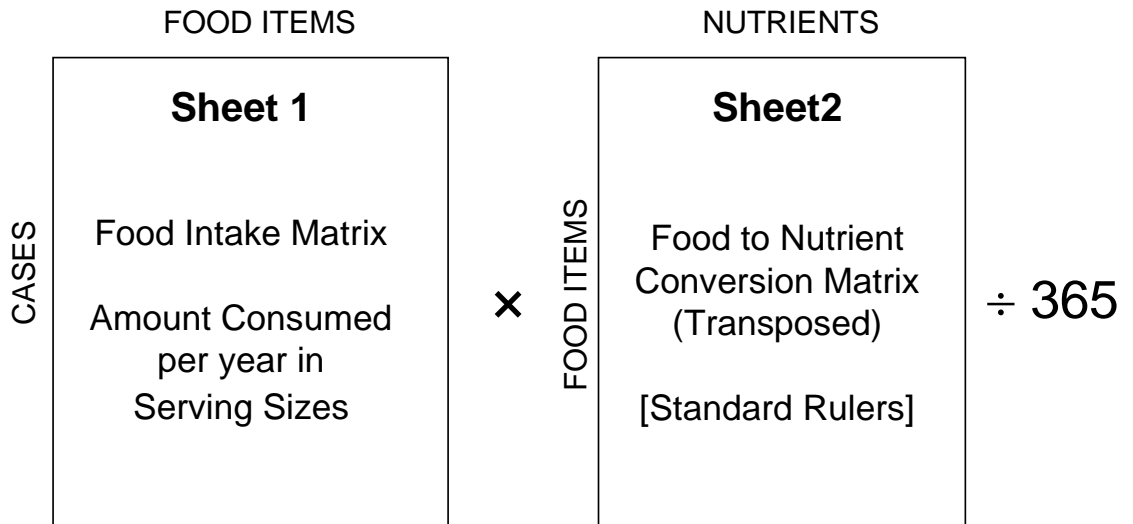 FOOD ITEMS
NUTRIENTS
Sheet 1
Sheet2
CASES
Food Intake Matrix
Amount Consumed
per year in
Serving Sizes
×
FOOD ITEMS
Food to Nutrient
Conversion Matrix
(Transposed)
[Standard Rulers]
÷ 365